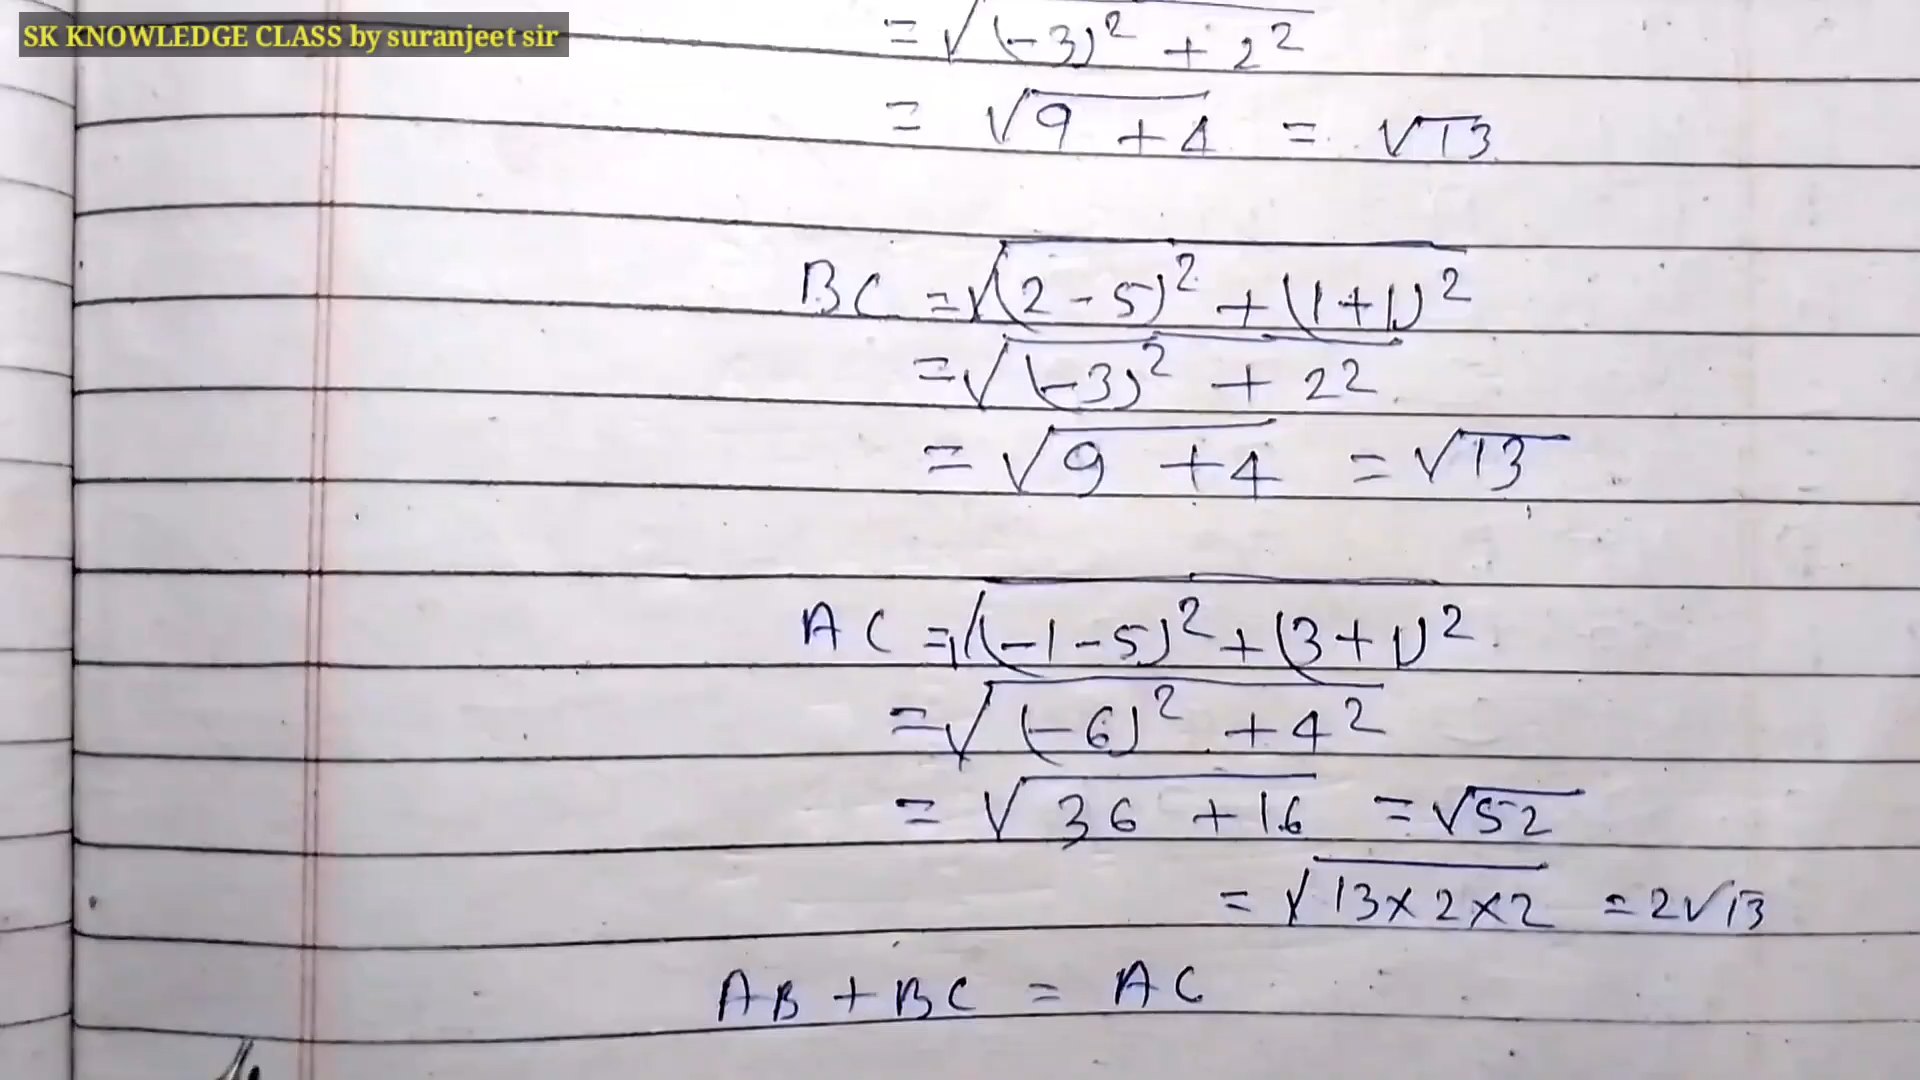 SK KNOWLEDGE CLASS by suranjeet sir
= √(-3)² + 2²
= √9 + 4 = √13
BC = √(2-5)² + (1+1)²
= √(-3)² + 2²
= √9 + 4 = √13
AC = √(-1-5)² + (3+1)²
= √(-6)² + 4²
= √36 + 16 = √52
= √13×2×2 = 2√13
AB + BC = AC